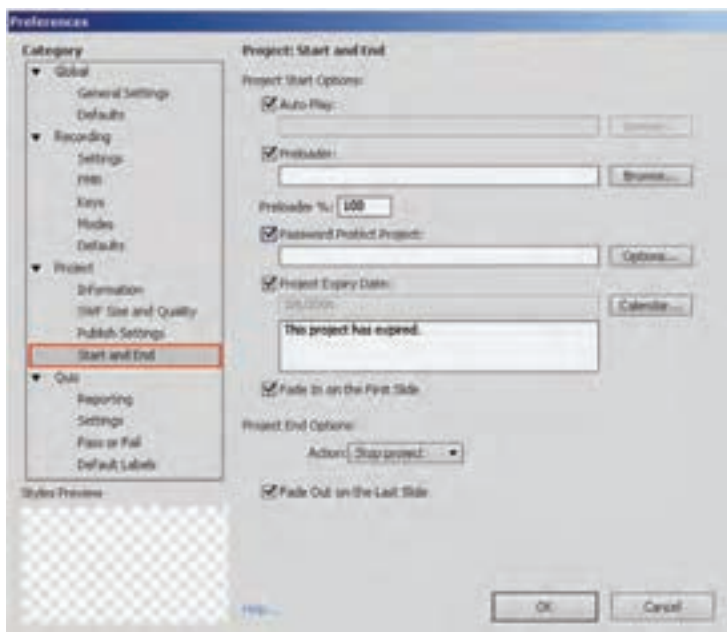 Preferences
Category
Global
General Settings
Defaults
Recording
Settings
FMR
Keys
Modes
Defaults
Project
Information
SWF Size and Quality
Publish Settings
Start and End
Quiz
Reporting
Settings
Pass or Fail
Default Labels
Styles Preview
Project: Start and End
Project Start Options:
Auto Play:
Preloader:
Browse...
Preloader %: 100
Password Protect Project:
Options...
Project Expiry Date:
Calendar...
This project has expired.
Fade In on the First Slide
Project End Options:
Action: Stop project
Fade Out on the Last Slide
Help...
OK
Cancel